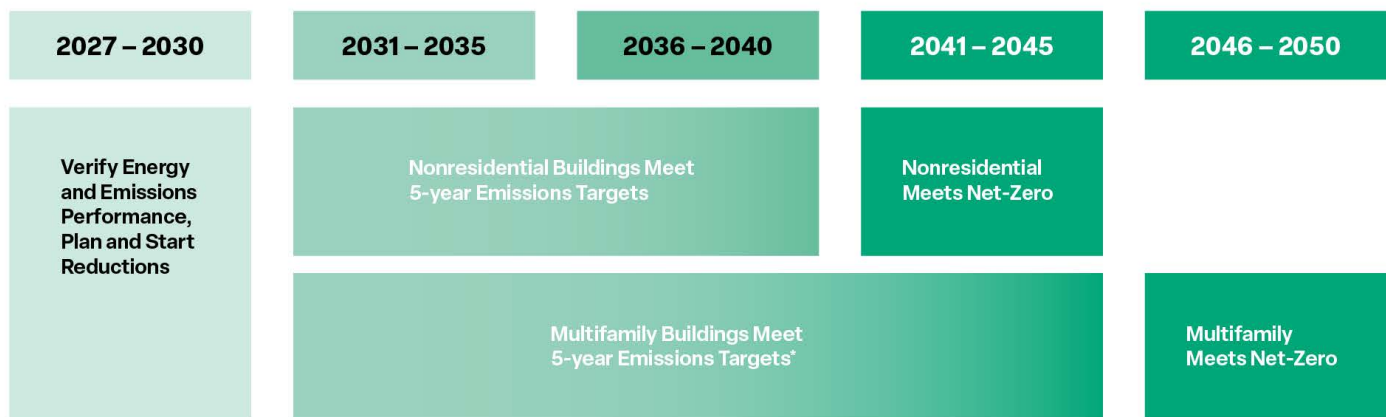 2027 – 2030
2031 – 2035
2036 – 2040
2041 – 2045
2046 – 2050
Verify Energy
and Emissions
Performance,
Plan and Start
Reductions
Nonresidential Buildings Meet
5-year Emissions Targets
Nonresidential
Meets Net-Zero
Multifamily Buildings Meet
5-year Emissions Targets*
Multifamily
Meets Net-Zero